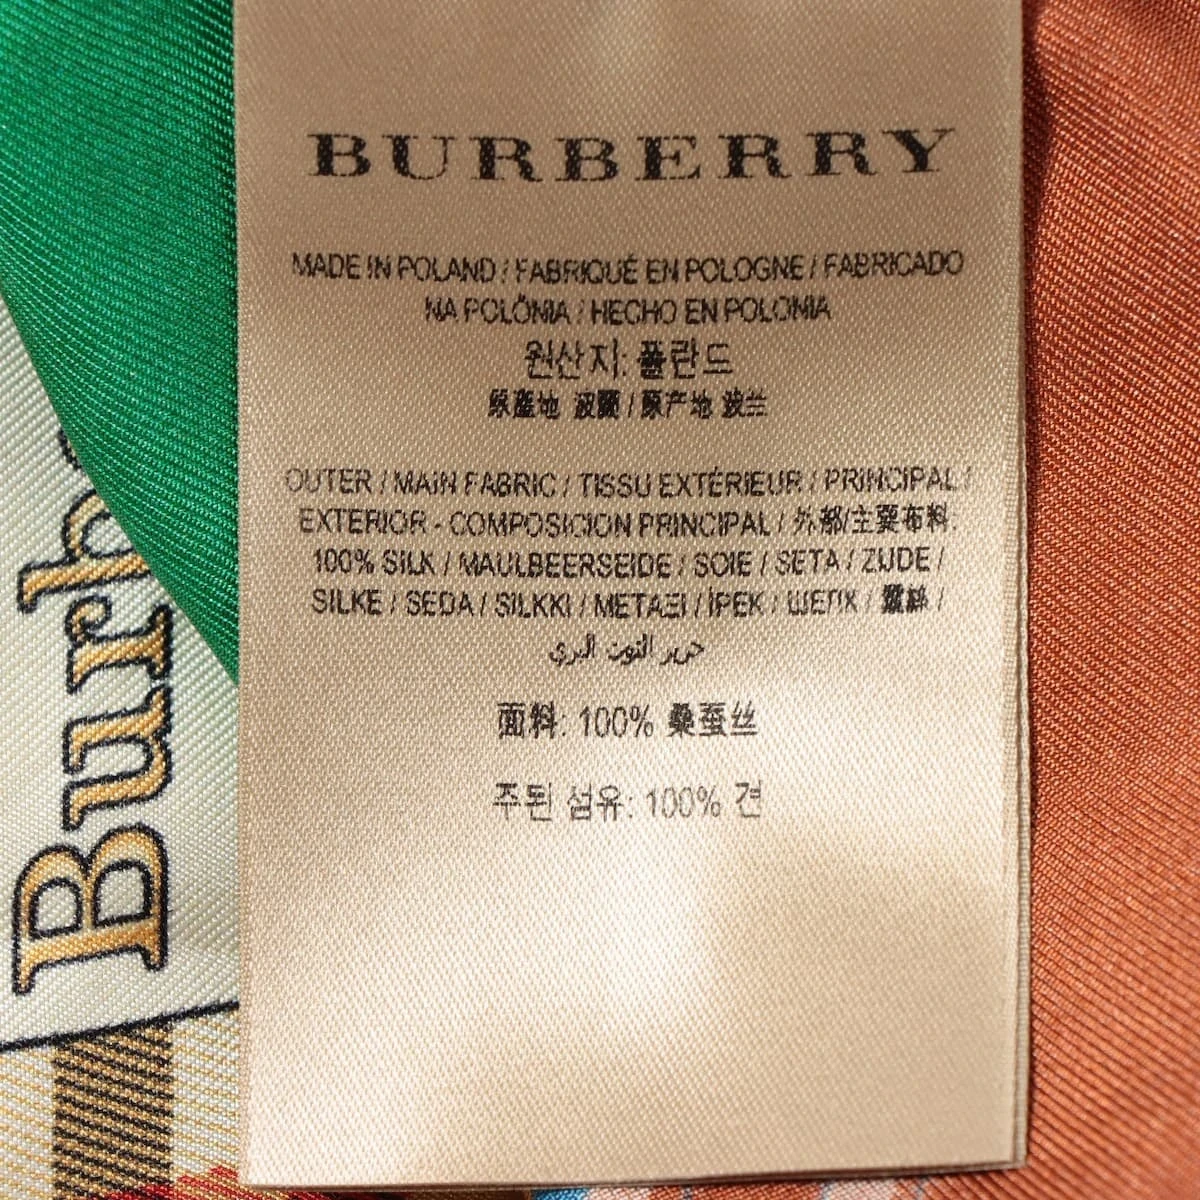 BURBERRY
MADE IN POLAND / FABRIQUÉ EN POLOGNE / FABRICADO
NA POLÔNIA / HECHO EN POLONIA
원산지: 폴란드
原產地 波蘭 / 原产地 波兰
OUTER / MAIN FABRIC / TISSU EXTÉRIEUR / PRINCIPAL /
EXTERIOR - COMPOSICION PRINCIPAL / 外部/主要布料:
100% SILK / MAULBEERSEIDE / SOIE / SETA / ZIJDE /
SILKE / SEDA / SILKKI / ΜΕΤΑΞΙ / İPEK / ШЕЛК / 蠶絲 /
حرير التوت البري
面料: 100% 桑蚕丝
주된 섬유: 100% 견
Burb